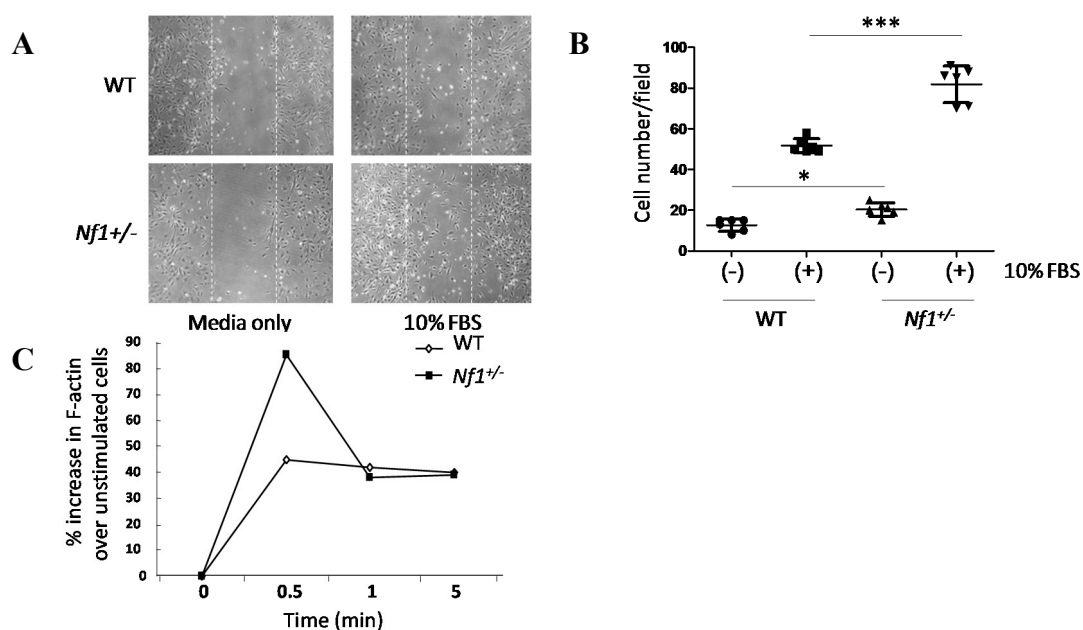 A
WT
Nf1+/-
Media only
10% FBS
B
***
*
Cell number/field
100
80
60
40
20
0
(-) (+) (-) (+) 10% FBS
WT Nf1+/-
C
WT
Nf1+/-
% increase in F-actin
over unstimulated cells
90
80
70
60
50
40
30
20
10
0
0 0.5 1 5
Time (min)